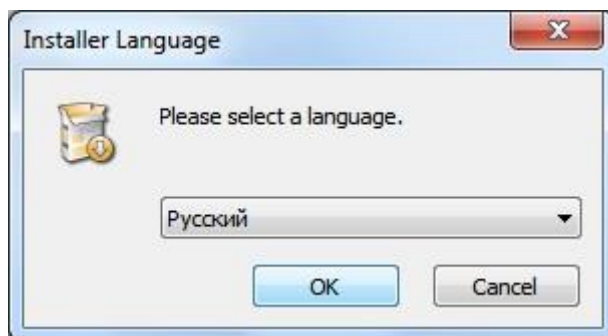 Installer Language
Please select a language.
Русский
OK
Cancel